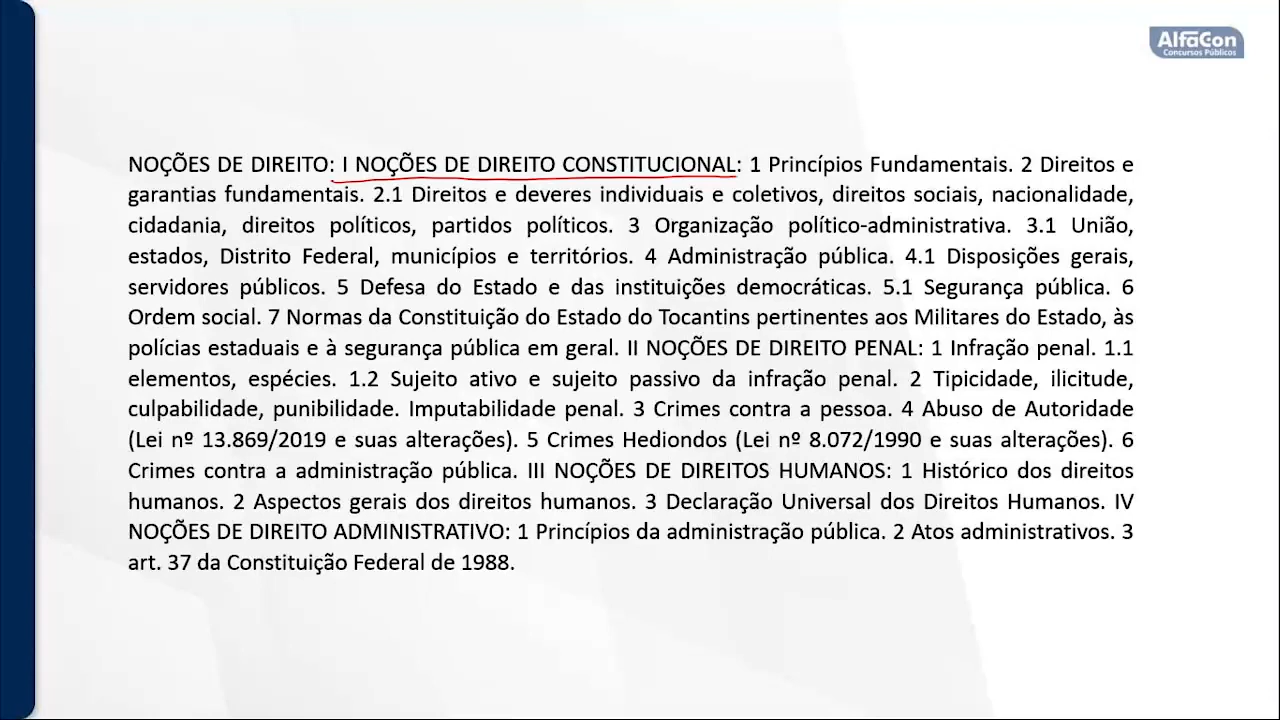 AlfaCon
Concursos Públicos
NOÇÕES DE DIREITO: I NOÇÕES DE DIREITO CONSTITUCIONAL: 1 Princípios Fundamentais. 2 Direitos e
garantias fundamentais. 2.1 Direitos e deveres individuais e coletivos, direitos sociais, nacionalidade,
cidadania, direitos políticos, partidos políticos. 3 Organização político-administrativa. 3.1 União,
estados, Distrito Federal, municípios e territórios. 4 Administração pública. 4.1 Disposições gerais,
servidores públicos. 5 Defesa do Estado e das instituições democráticas. 5.1 Segurança pública. 6
Ordem social. 7 Normas da Constituição do Estado do Tocantins pertinentes aos Militares do Estado, às
polícias estaduais e à segurança pública em geral. II NOÇÕES DE DIREITO PENAL: 1 Infração penal. 1.1
elementos, espécies. 1.2 Sujeito ativo e sujeito passivo da infração penal. 2 Tipicidade, ilicitude,
culpabilidade, punibilidade. Imputabilidade penal. 3 Crimes contra a pessoa. 4 Abuso de Autoridade
(Lei nº 13.869/2019 e suas alterações). 5 Crimes Hediondos (Lei nº 8.072/1990 e suas alterações). 6
Crimes contra a administração pública. III NOÇÕES DE DIREITOS HUMANOS: 1 Histórico dos direitos
humanos. 2 Aspectos gerais dos direitos humanos. 3 Declaração Universal dos Direitos Humanos. IV
NOÇÕES DE DIREITO ADMINISTRATIVO: 1 Princípios da administração pública. 2 Atos administrativos. 3
art. 37 da Constituição Federal de 1988.